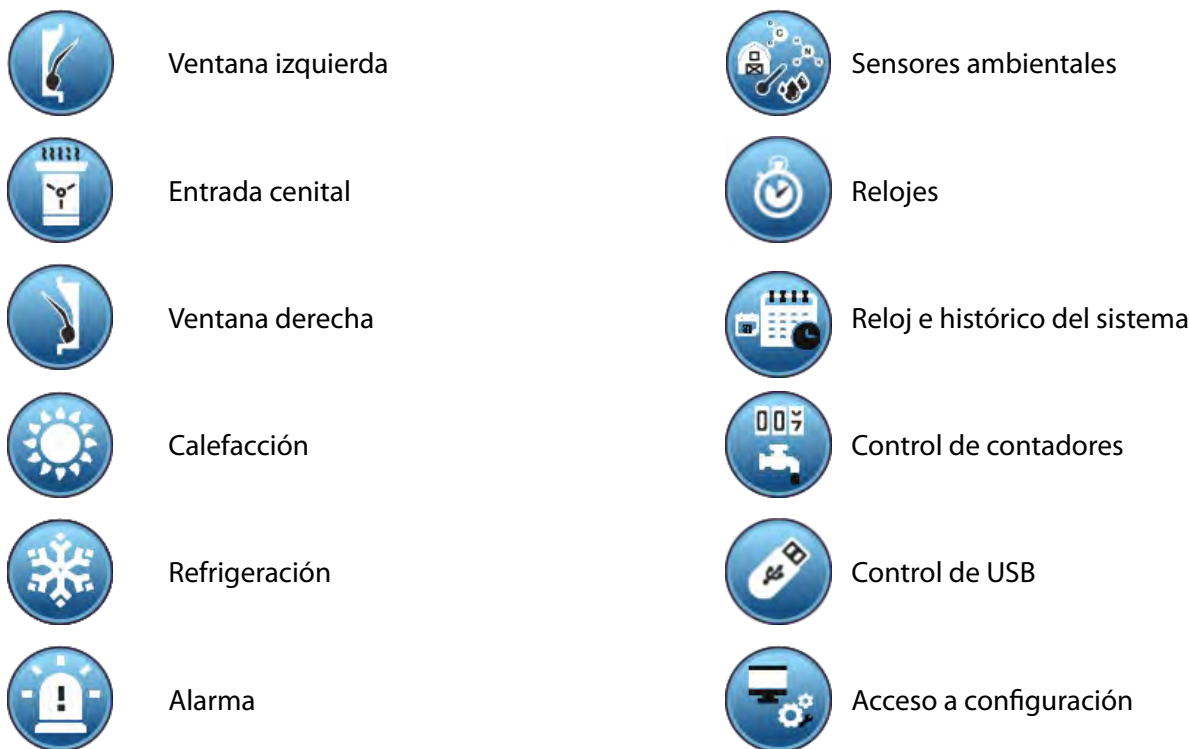 Ventana izquierda
Entrada cenital
Ventana derecha
Calefacción
Refrigeración
Alarma
Sensores ambientales
Relojes
Reloj e histórico del sistema
Control de contadores
Control de USB
Acceso a configuración